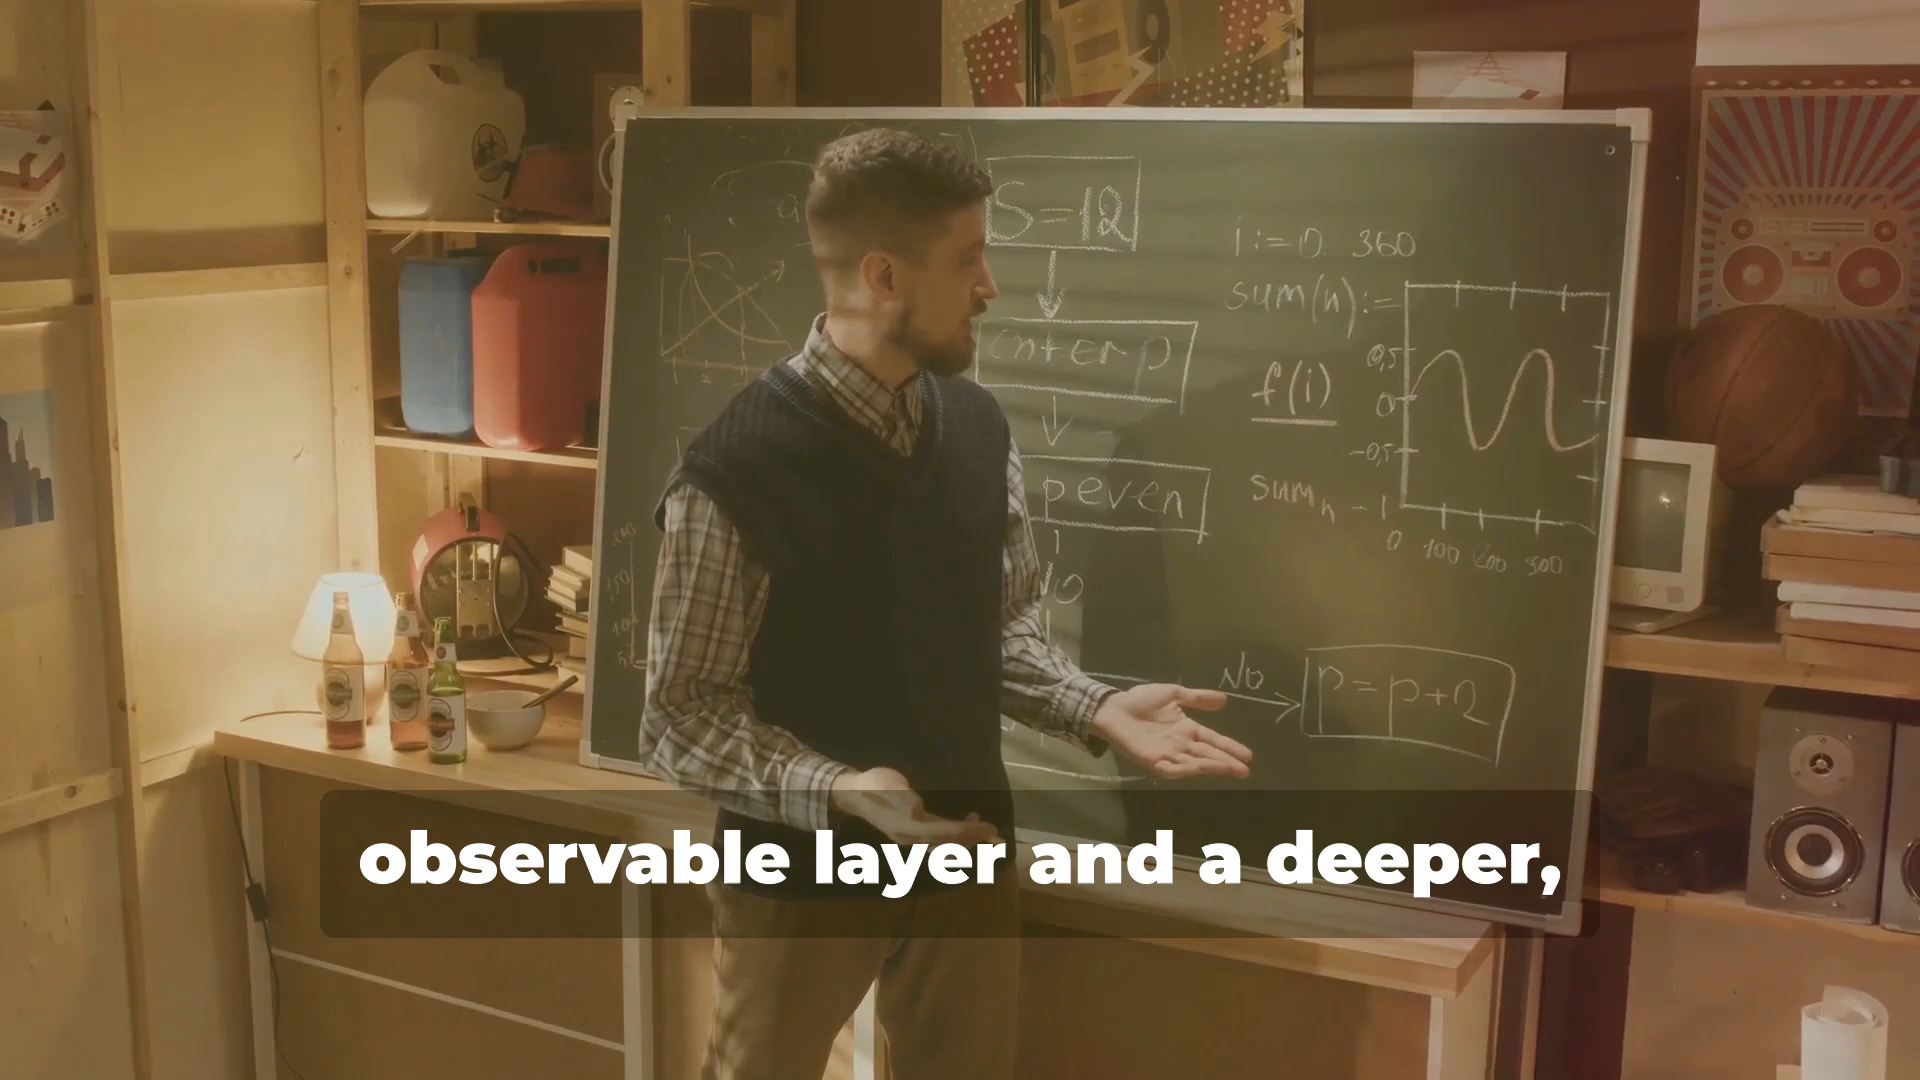 S=12
enter p
p even
NO
p=p+2
i:=0...360
sum(n):=
f(i)
sum n
0,5
0
-0,5
-1
0 100 200 300
observable layer and a deeper,